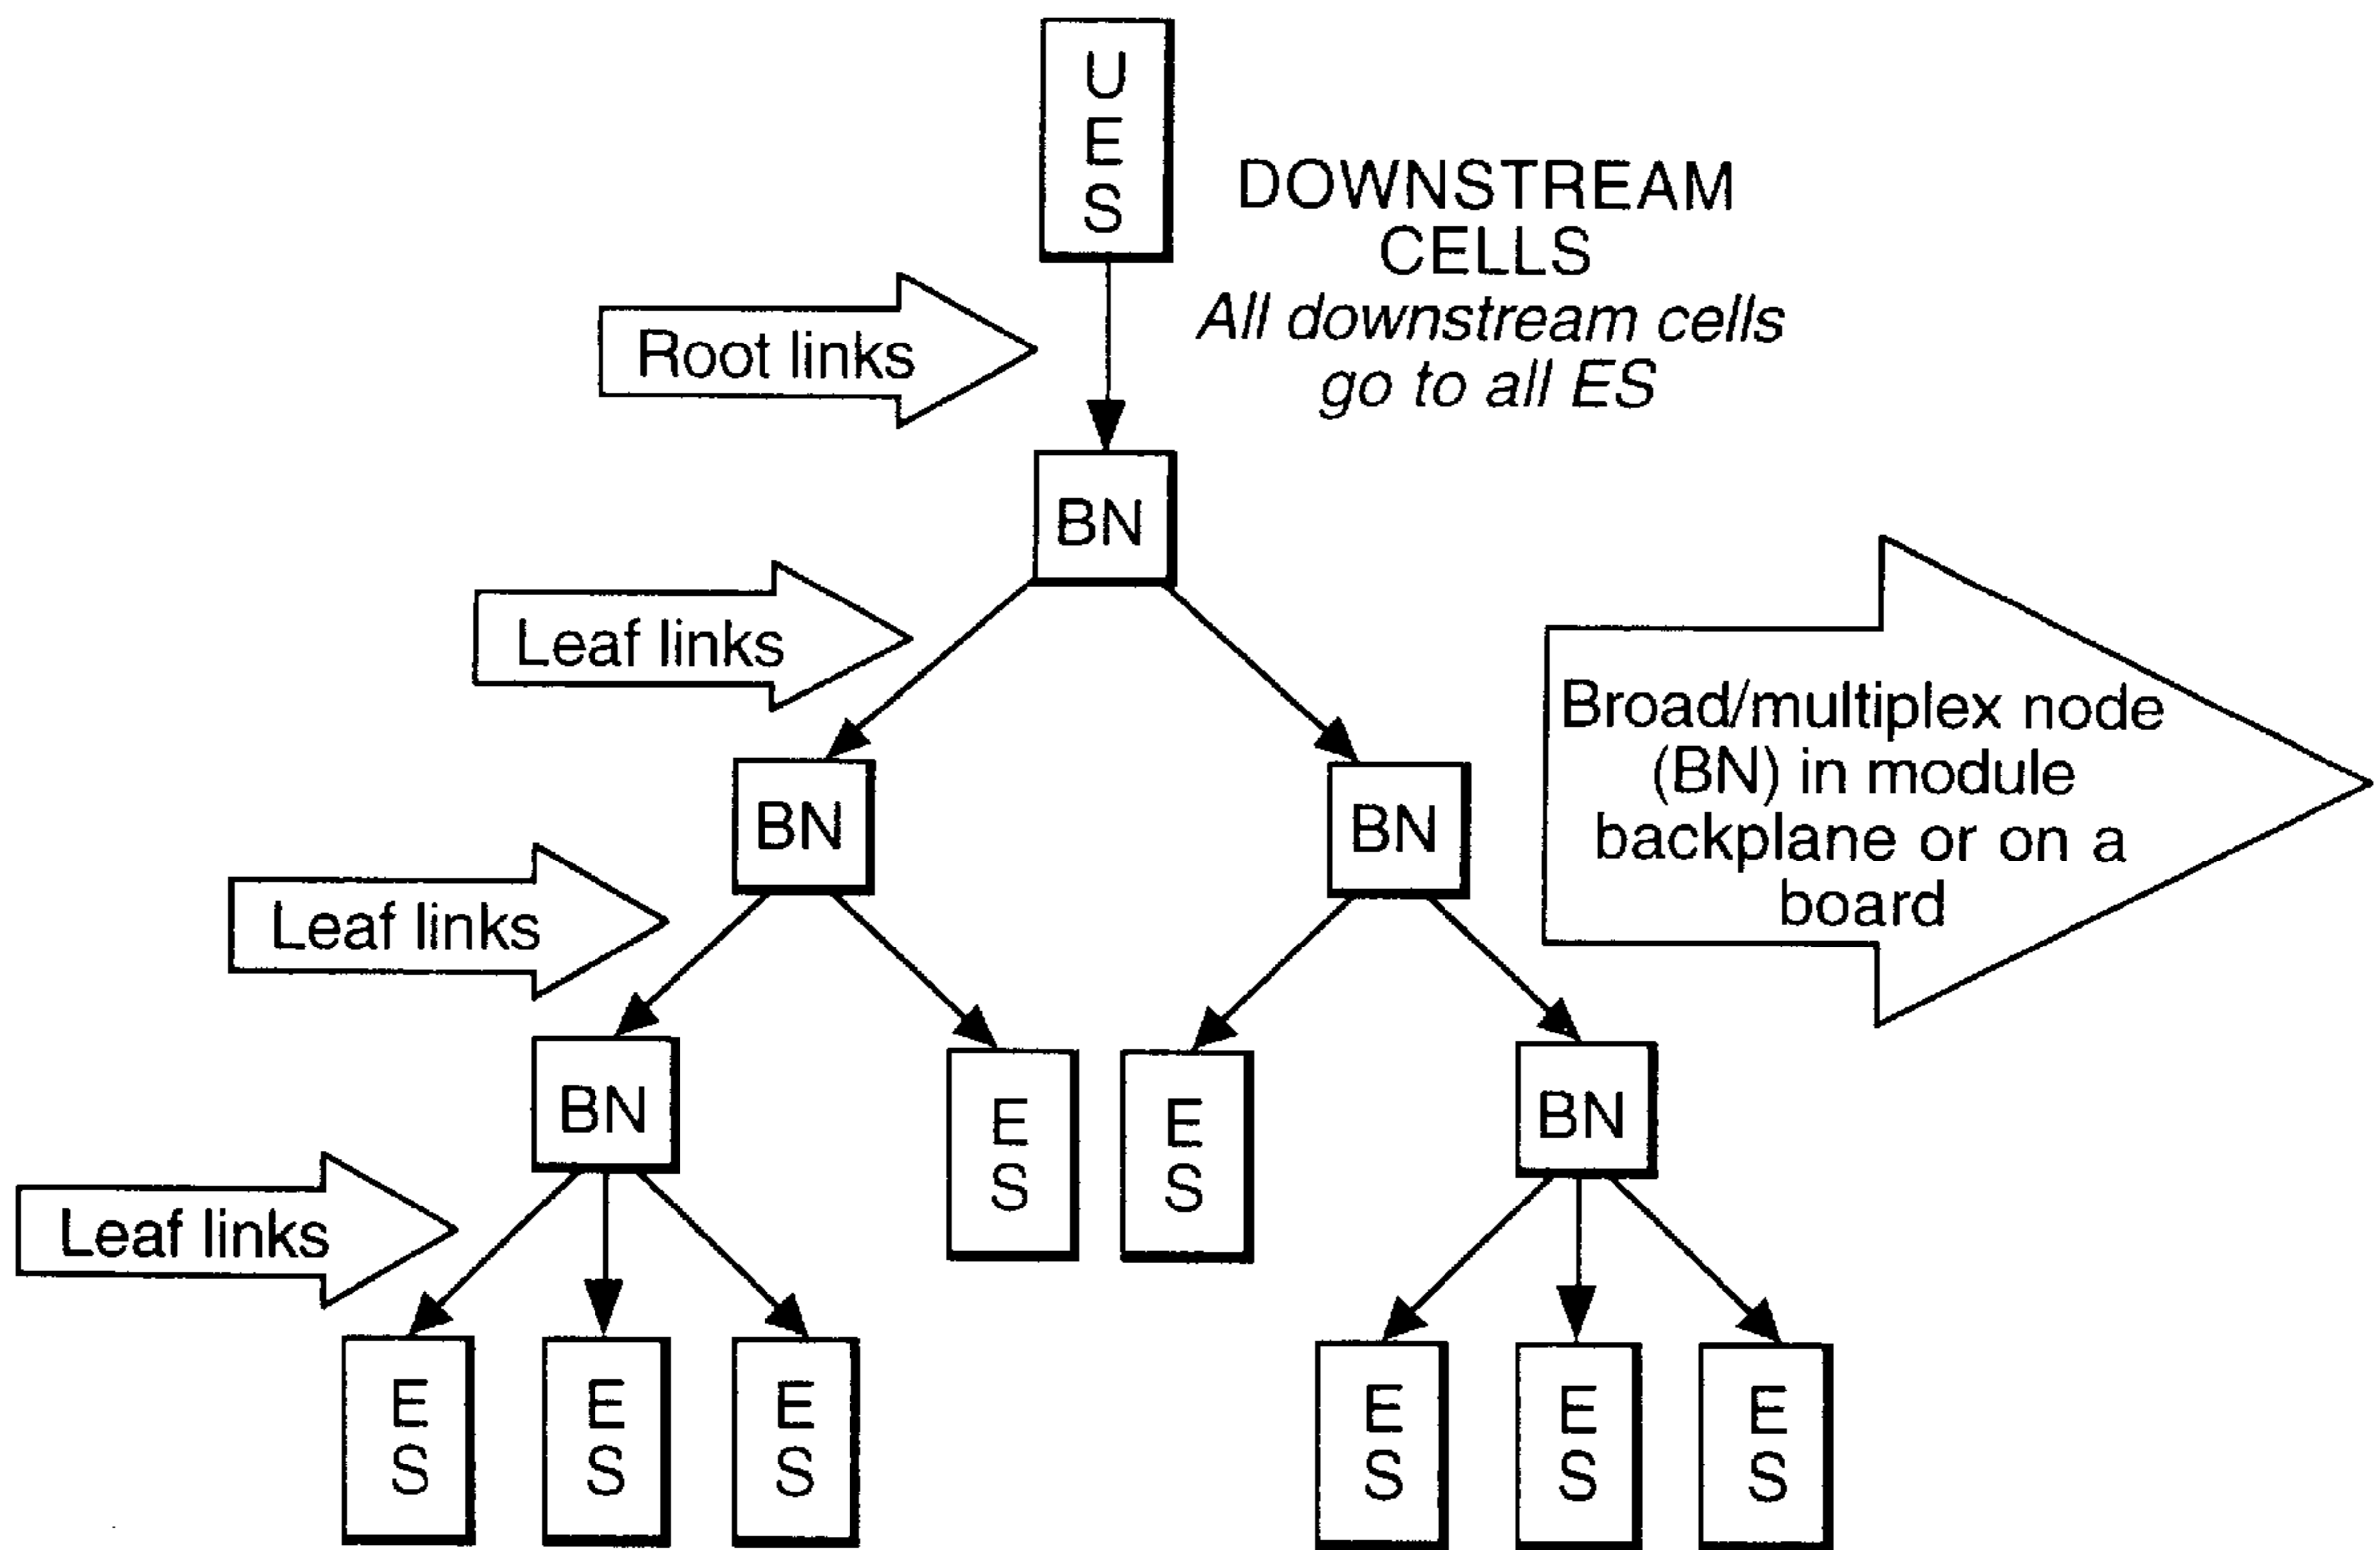 U
E
S
DOWNSTREAM
CELLS
All downstream cells
go to all ES
Root links
BN
Leaf links
BN
BN
Broad/multiplex node
(BN) in module
backplane or on a
board
Leaf links
BN
E
S
E
S
BN
Leaf links
E
S
E
S
E
S
E
S
E
S
E
S